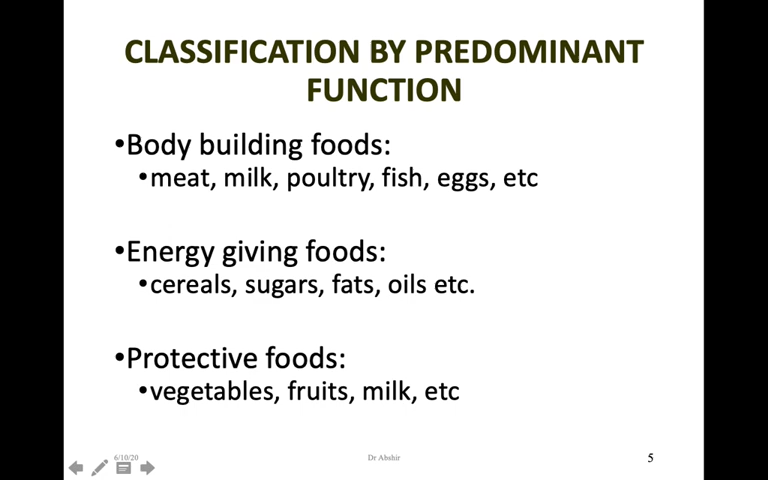 CLASSIFICATION BY PREDOMINANT
FUNCTION
•Body building foods:
•meat, milk, poultry, fish, eggs, etc
•Energy giving foods:
•cereals, sugars, fats, oils etc.
•Protective foods:
•vegetables, fruits, milk, etc
6/10/20
Dr Abshir
5